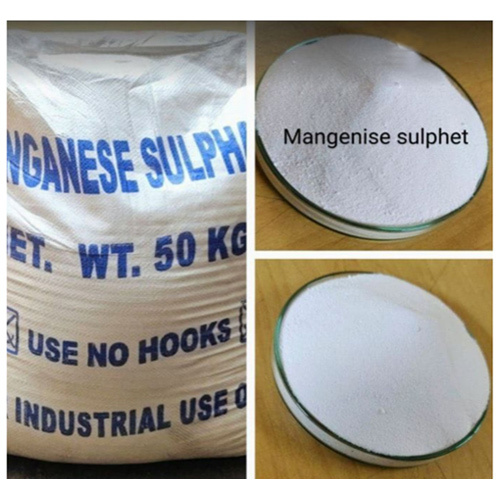 NGANESE SULPH
ET. WT. 50 KG
USE NO HOOKS
INDUSTRIAL USE O
Mangenise sulphet